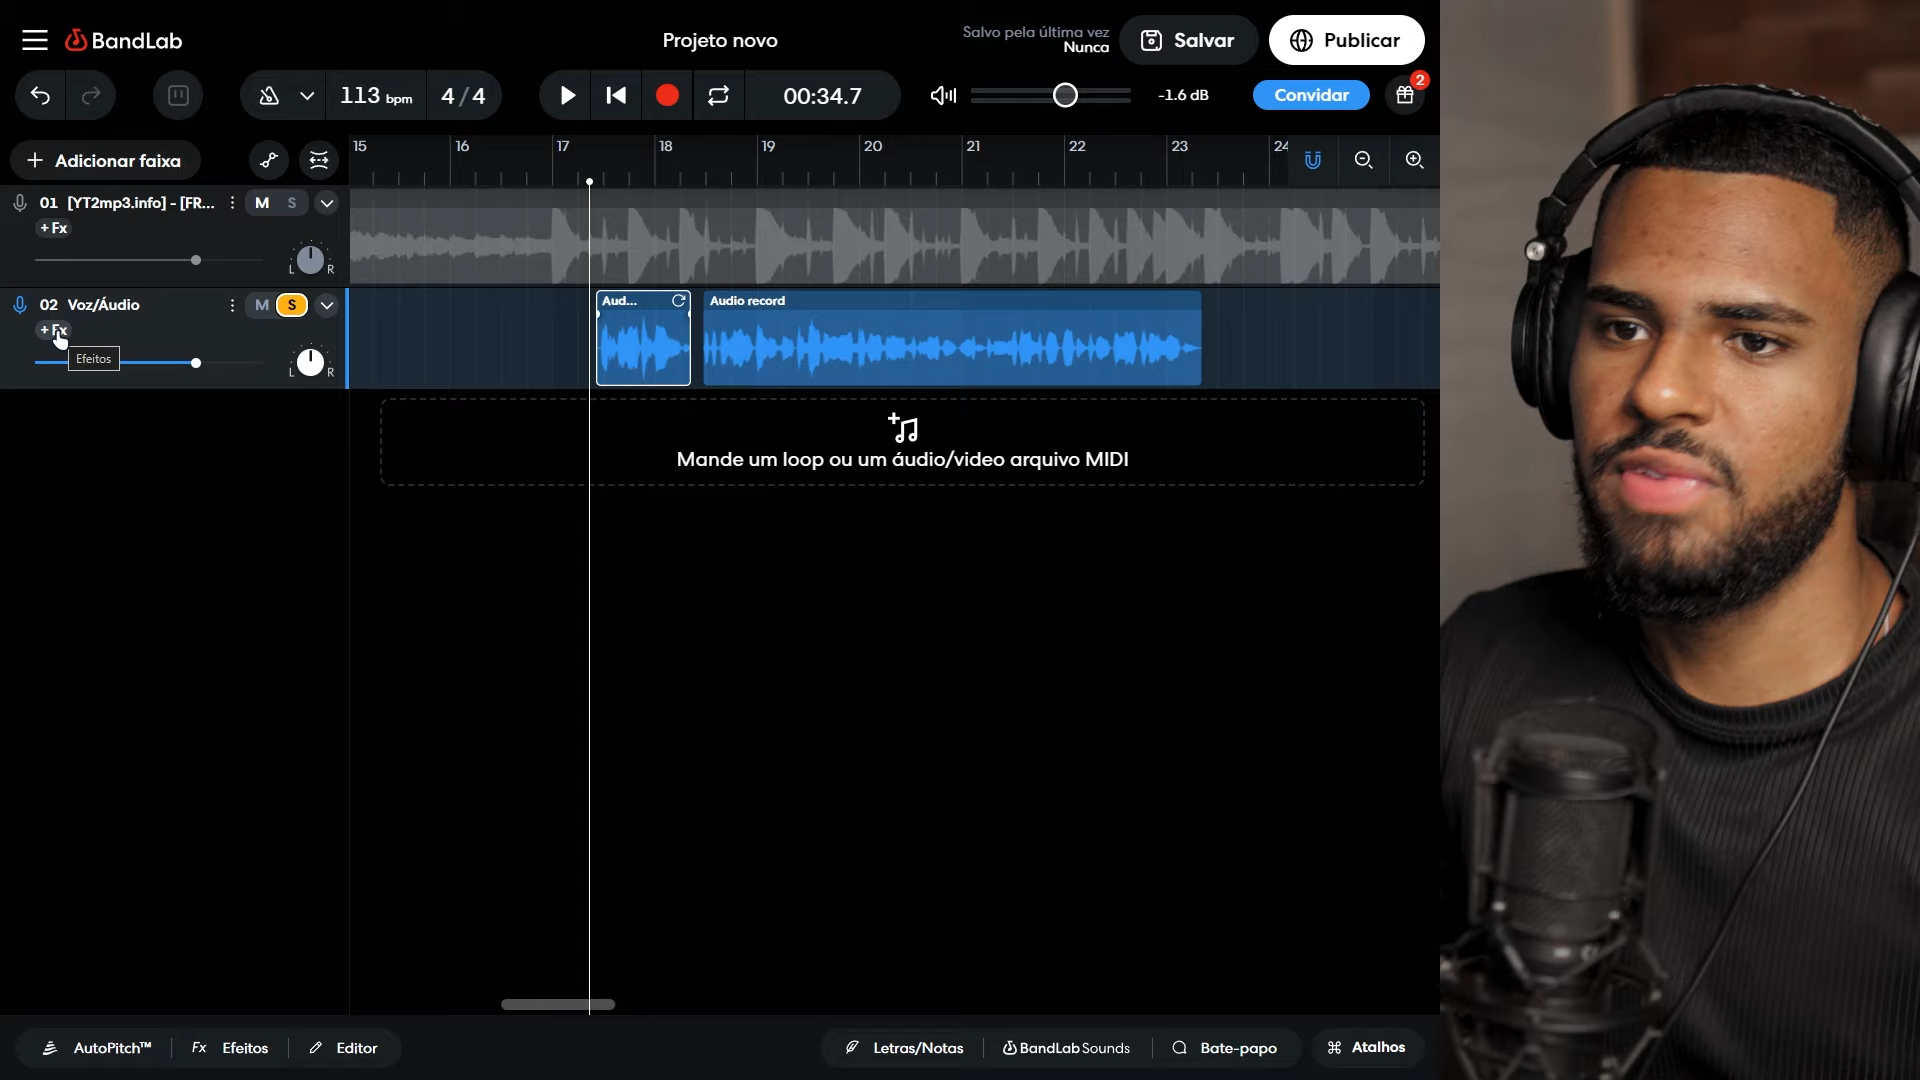 BandLab
Projeto novo
Salvo pela última vez
Nunca
Salvar
Publicar
113 bpm
4/4
00:34.7
-1.6 dB
Convidar
2
+ Adicionar faixa
15 16 17 18 19 20 21 22 23 24
01 [YT2mp3.info] - [FR...
M S
+ Fx
L R
02 Voz/Áudio
M S
+ Fx
Efeitos
L R
Aud...
Audio record
Mande um loop ou um áudio/video arquivo MIDI
AutoPitch™
Fx Efeitos
Editor
Letras/Notas
BandLab Sounds
Bate-papo
Atalhos